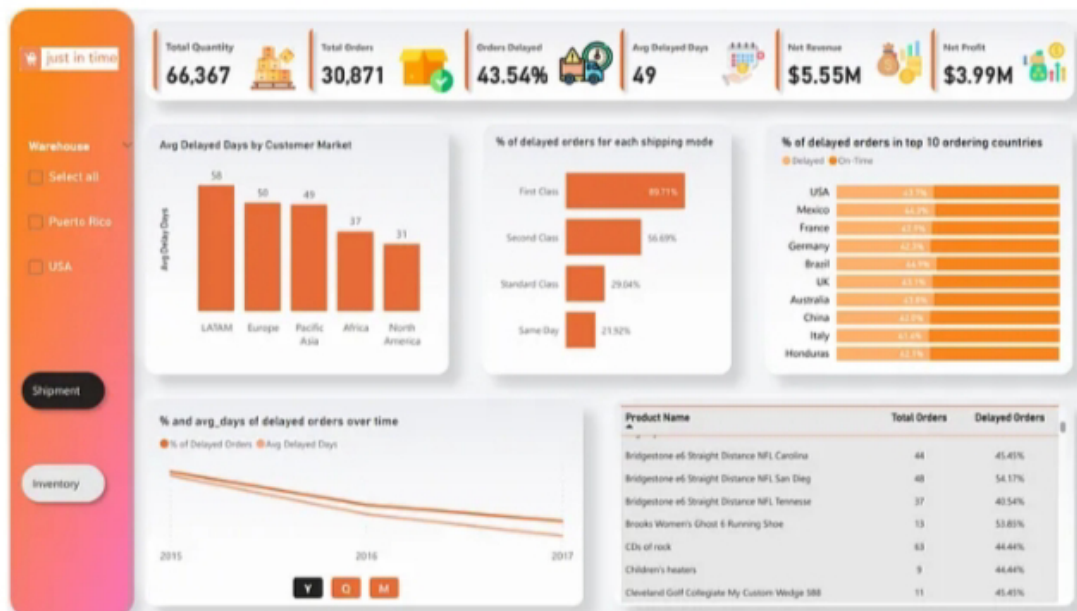 just in time
Warehouse
Select all
Puerto Rico
USA
Shipment
Inventory
Total Quantity
66,367
Total Orders
30,871
Orders Delayed
43.54%
Avg Delayed Days
49
Net Revenue
$5.55M
Net Profit
$3.99M
Avg Delayed Days by Customer Market
Avg Delay Days
58
50
49
37
31
LATAM
Europe
Pacific
Asia
Africa
North
America
% of delayed orders for each shipping mode
First Class
89.71%
Second Class
56.69%
Standard Class
29.04%
Same Day
21.92%
% of delayed orders in top 10 ordering countries
Delayed On-Time
USA
Mexico
France
Germany
Brazil
UK
Australia
China
Italy
Honduras
% and avg_days of delayed orders over time
% of Delayed Orders Avg Delayed Days
2015 2016 2017
Y Q M
Product Name Total Orders Delayed Orders
Bridgestone e6 Straight Distance NFL Carolina 44 45.45%
Bridgestone e6 Straight Distance NFL San Dieg 48 54.17%
Bridgestone e6 Straight Distance NFL Tennesse 37 40.54%
Brooks Women's Ghost 6 Running Shoe 13 53.85%
CDs of rock 63 44.44%
Children's heaters 9 44.44%
Cleveland Golf Collegiate My Custom Wedge 588 11 45.45%